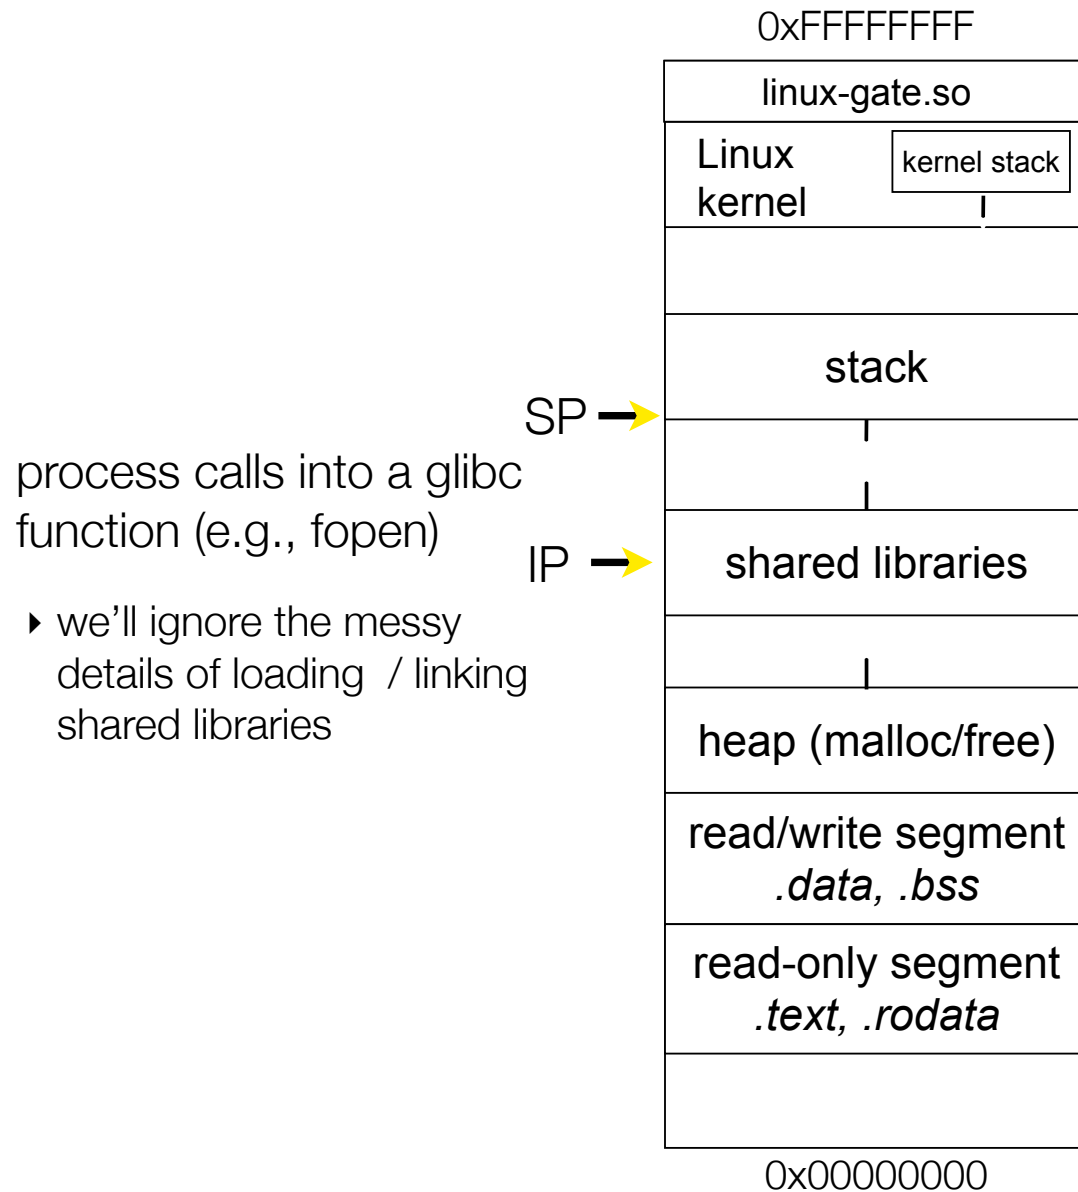 0xFFFFFFFF
linux-gate.so
Linux
kernel
kernel stack
stack
SP
process calls into a glibc
function (e.g., fopen)
IP
shared libraries
‣ we’ll ignore the messy
details of loading / linking
shared libraries
heap (malloc/free)
read/write segment
.data, .bss
read-only segment
.text, .rodata
0x00000000